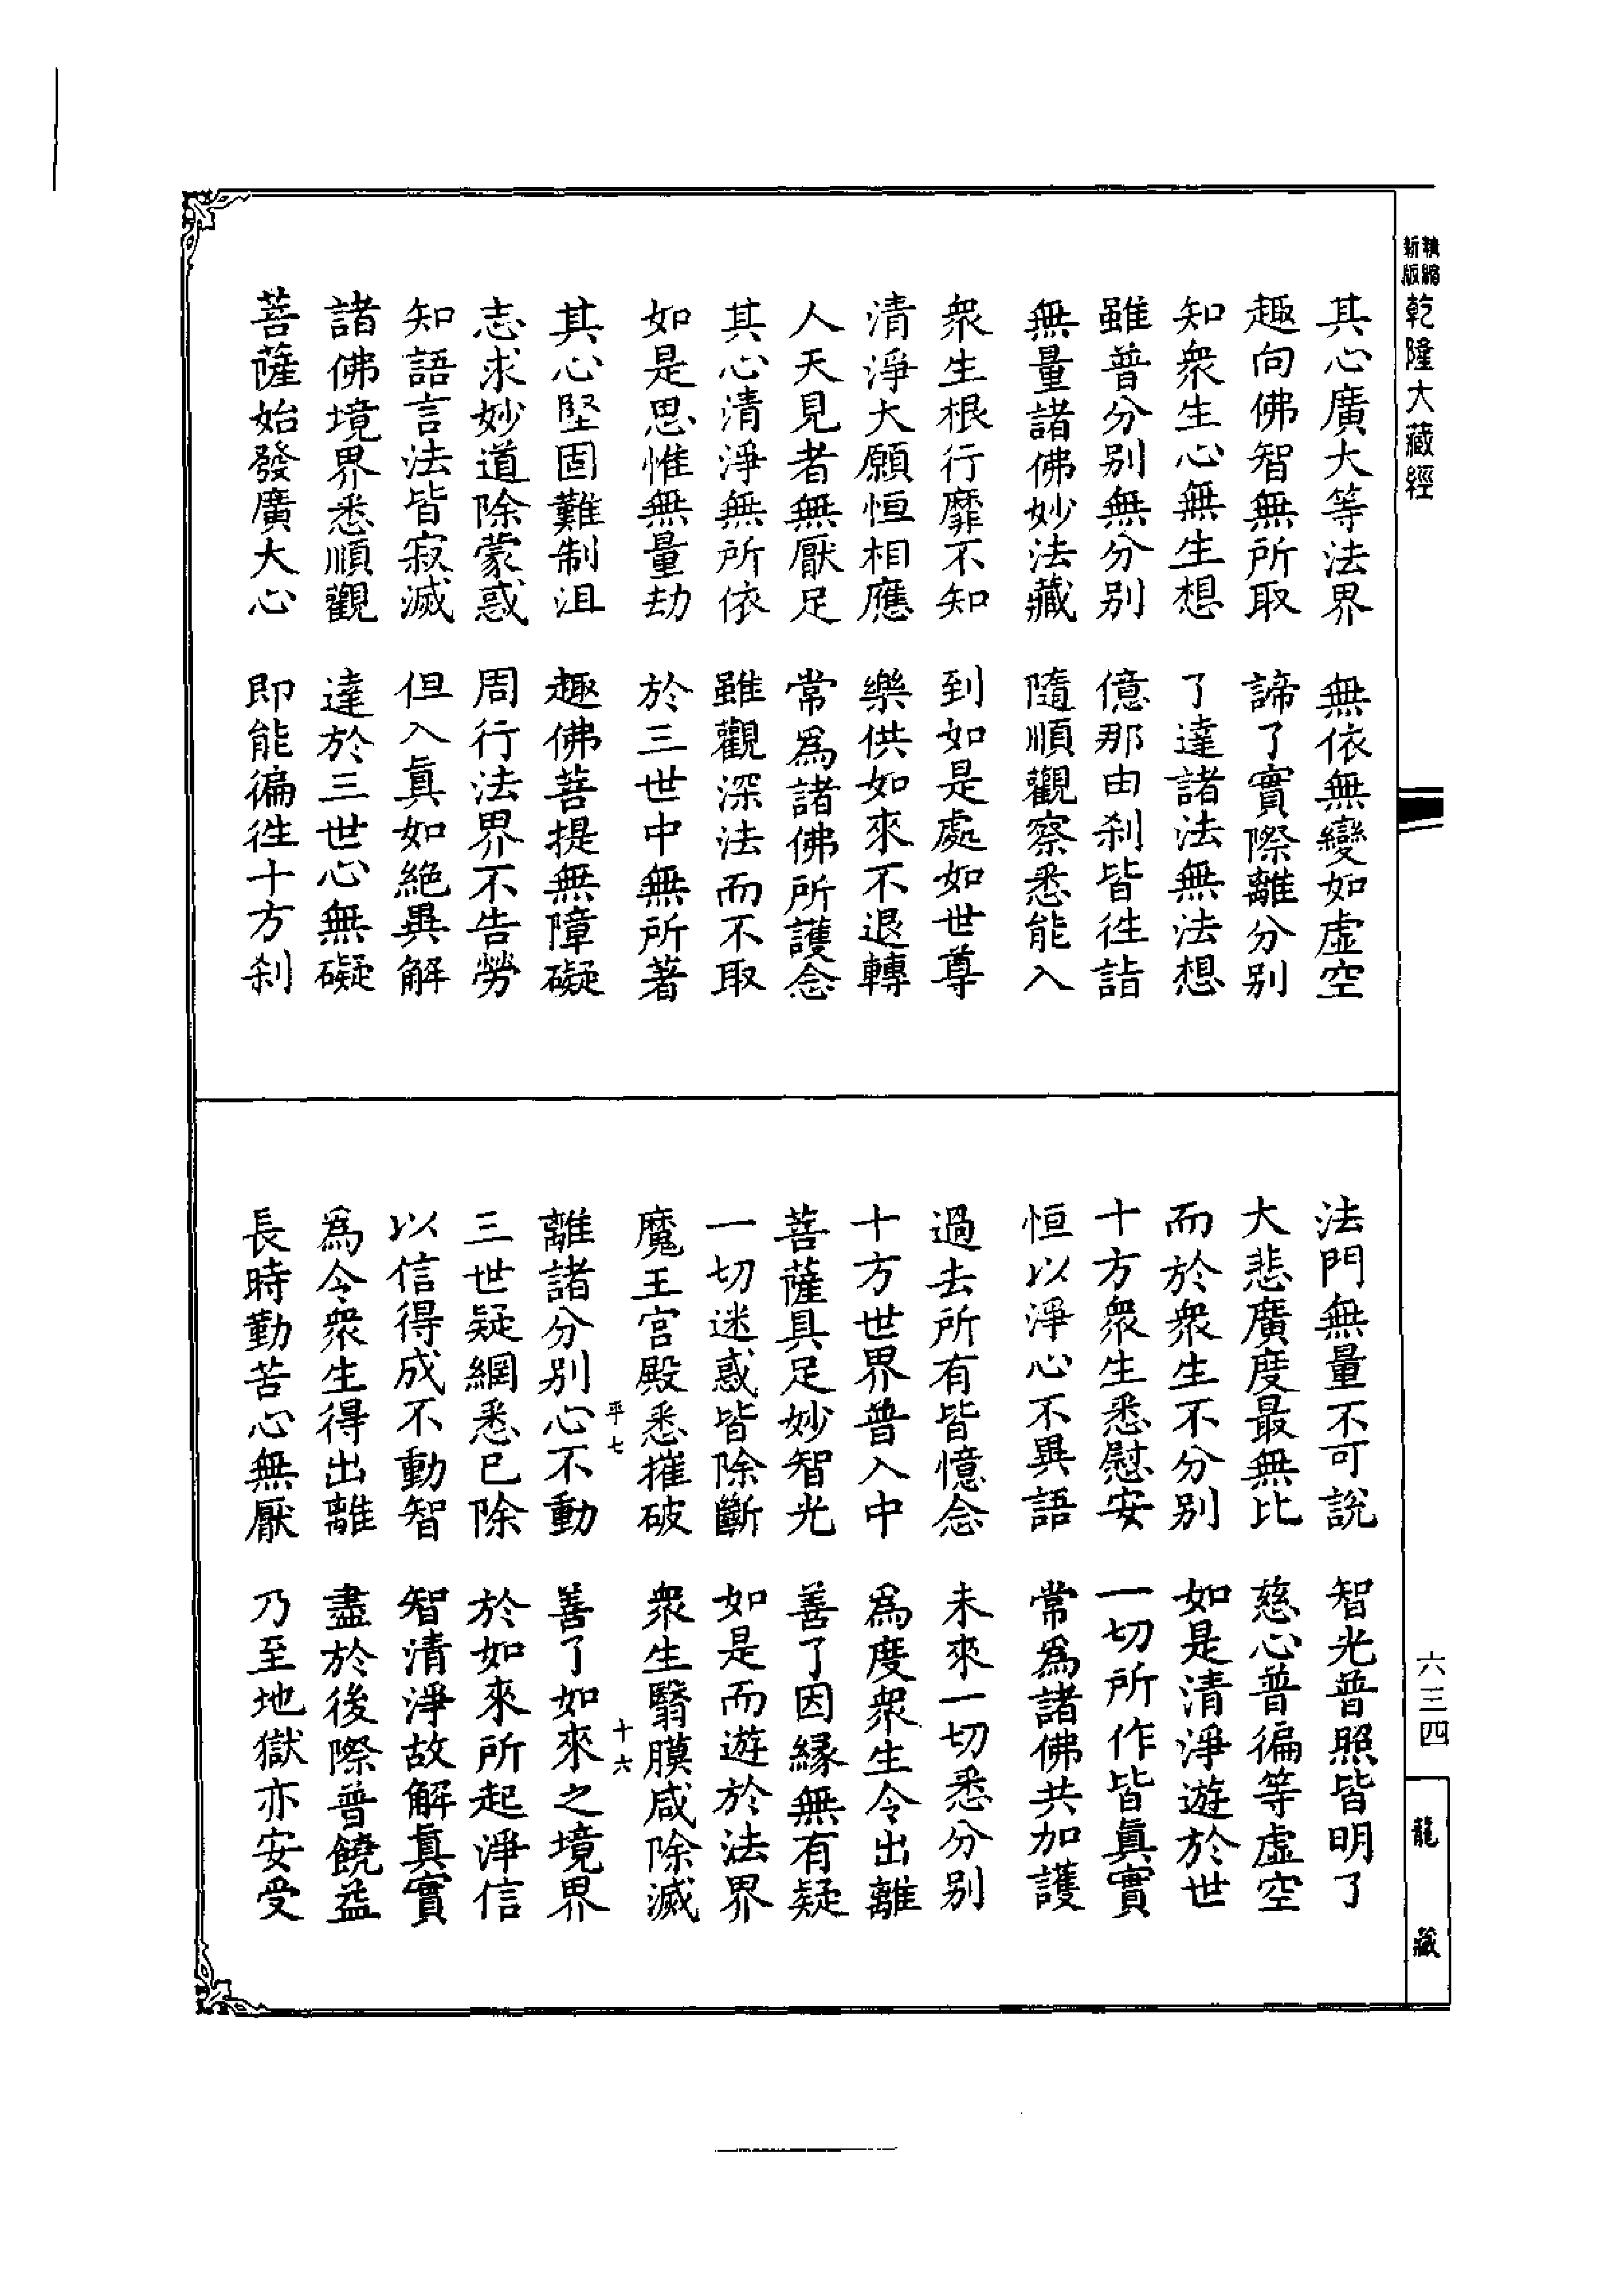 新版精縮乾隆大藏經
其心廣大等法界　無依無變如虛空
趣向佛智無所取　諦了實際離分別
知衆生心無生想　了達諸法無法想
雖普分別無分別　億那由刹皆徃詣
無量諸佛妙法藏　隨順觀察悉能入
衆生根行靡不知　到如是處如世尊
清淨大願恒相應　樂供如來不退轉
人天見者無厭足　常爲諸佛所護念
其心清淨無所依　雖觀深法而不取
如是思惟無量劫　於三世中無所著
其心堅固難制沮　趣佛菩提無障礙
志求妙道除蒙惑　周行法界不告勞
知語言法皆寂滅　但入眞如絶異解
諸佛境界悉順觀　達於三世心無礙
菩薩始發廣大心　即能徧徃十方刹
法門無量不可說　智光普照皆明了
大悲廣度最無比　慈心普徧等虛空
而於衆生不分別　如是清淨遊於世
十方衆生悉慰安　一切所作皆眞實
恒以淨心不異語　常爲諸佛共加護
過去所有皆憶念　未來一切悉分別
十方世界普入中　爲度衆生令出離
菩薩具足妙智光　善了因緣無有疑
一切迷惑皆除斷　如是而遊於法界
魔王宮殿悉摧破　衆生翳膜咸除滅
平七　十六
離諸分別心不動　善了如來之境界
三世疑網悉已除　於如來所起淨信
以信得成不動智　智清淨故解眞實
爲令衆生得出離　盡於後際普饒益
長時勤苦心無厭　乃至地獄亦安受
六三四
龍藏